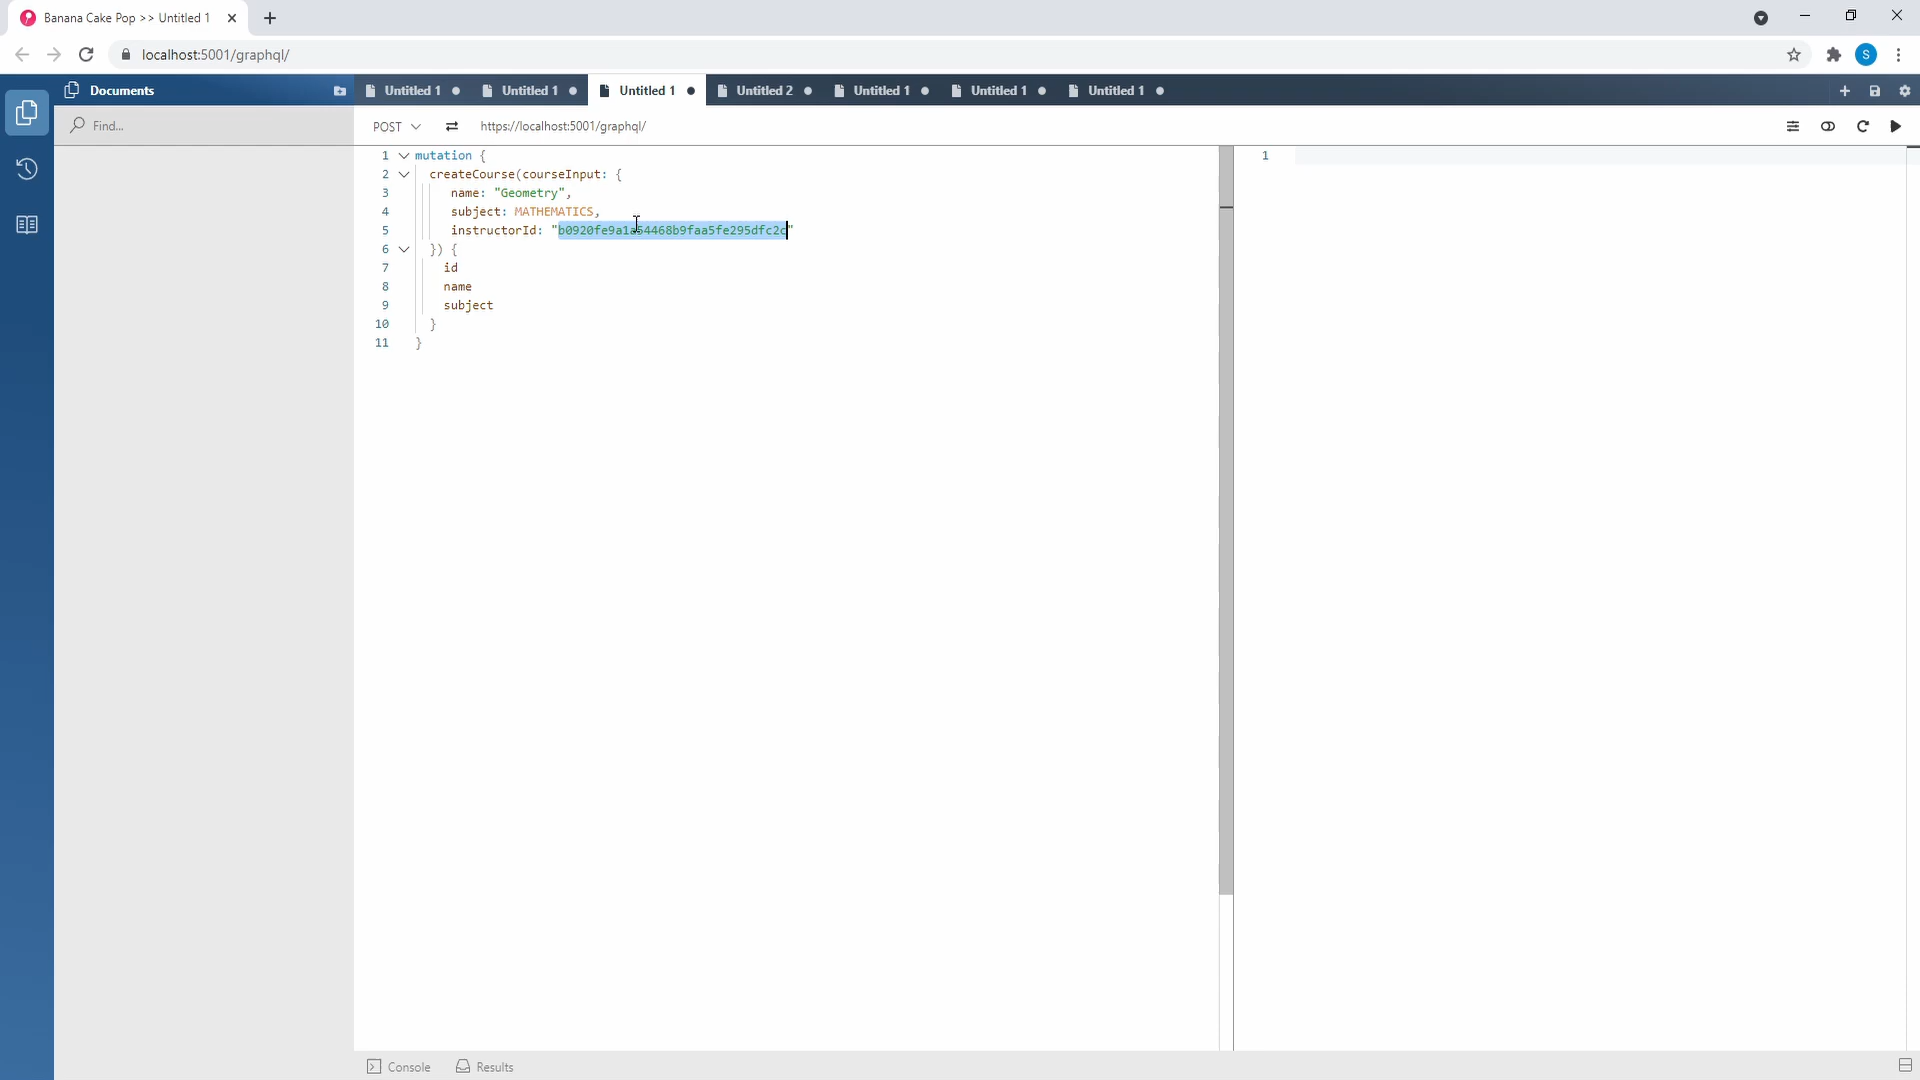 Banana Cake Pop >> Untitled 1
localhost:5001/graphql/
S
Documents
Untitled 1
Untitled 1
Untitled 1
Untitled 2
Untitled 1
Untitled 1
Untitled 1
Find...
POST
https://localhost:5001/graphql/
1 mutation {
2 createCourse(courseInput: {
3 name: "Geometry",
4 subject: MATHEMATICS,
5 instructorId: "b0920fe9a1a54468b9faa5fe295dfc2c"
6 }) {
7 id
8 name
9 subject
10 }
11 }
1
Console
Results